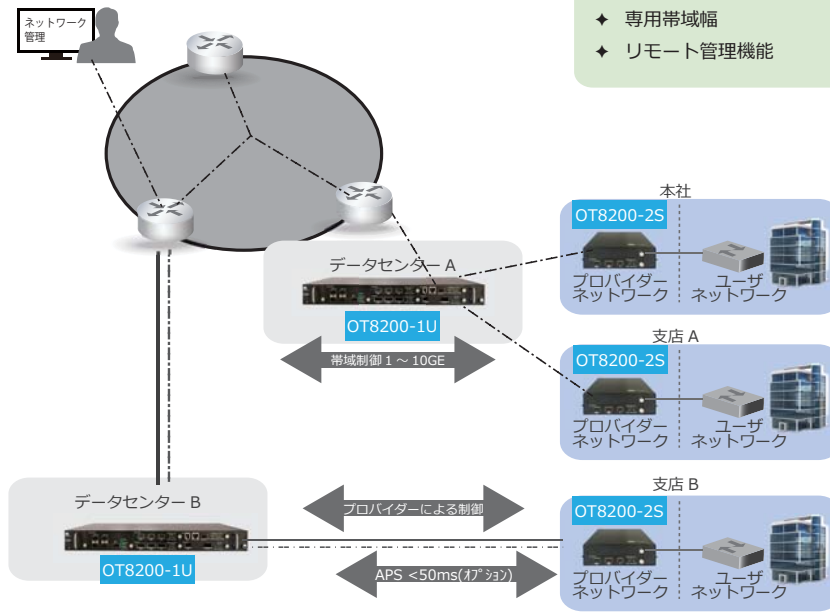 ネットワーク
管理
✦ 専用帯域幅
✦ リモート管理機能
本社
OT8200-2S
プロバイダー
ネットワーク
ユーザ
ネットワーク
データセンター A
OT8200-1U
帯域制御 1 ～ 10GE
支店 A
OT8200-2S
プロバイダー
ネットワーク
ユーザ
ネットワーク
データセンター B
OT8200-1U
プロバイダーによる制御
APS <50ms(ｵﾌﾟｼｮﾝ)
支店 B
OT8200-2S
プロバイダー
ネットワーク
ユーザ
ネットワーク